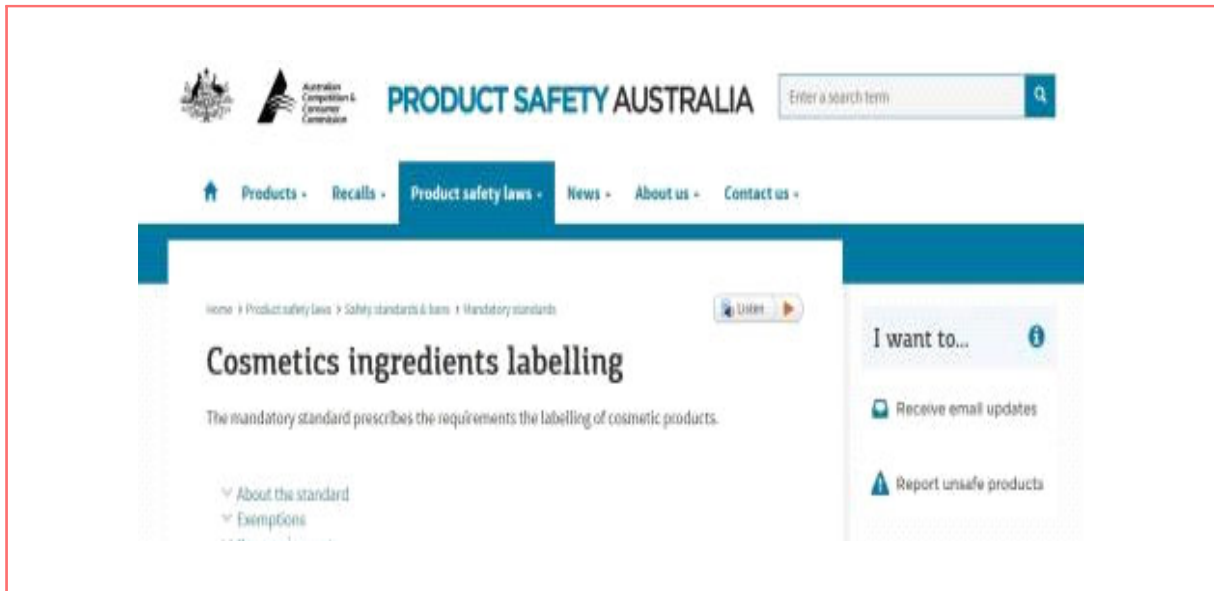 Australian
Competition &
Consumer
Commission
PRODUCT SAFETY AUSTRALIA
Enter a search term
Products
Recalls
Product safety laws
News
About us
Contact us
Home Product safety laws Safety standards & bans Mandatory standards
Listen
Cosmetics ingredients labelling
The mandatory standard prescribes the requirements the labelling of cosmetic products.
About the standard
Exemptions
I want to...
Receive email updates
Report unsafe products